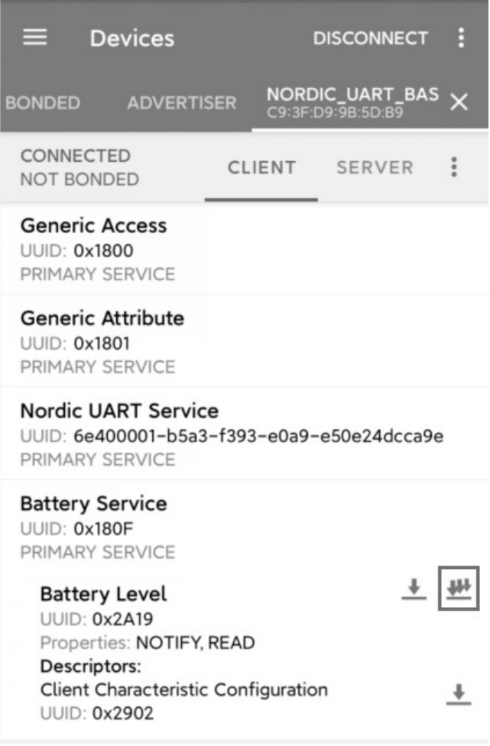 Devices
DISCONNECT
BONDED
ADVERTISER
NORDIC_UART_BAS
C9:3F:D9:9B:5D:B9
CONNECTED
NOT BONDED
CLIENT
SERVER
Generic Access
UUID: 0x1800
PRIMARY SERVICE
Generic Attribute
UUID: 0x1801
PRIMARY SERVICE
Nordic UART Service
UUID: 6e400001-b5a3-f393-e0a9-e50e24dcca9e
PRIMARY SERVICE
Battery Service
UUID: 0x180F
PRIMARY SERVICE
Battery Level
UUID: 0x2A19
Properties: NOTIFY, READ
Descriptors:
Client Characteristic Configuration
UUID: 0x2902